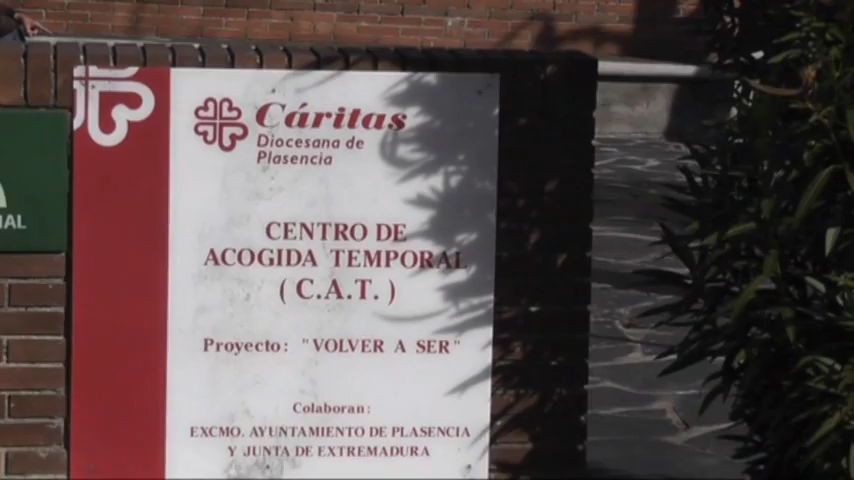 Cáritas
Diocesana de
Plasencia
CENTRO DE
ACOGIDA TEMPORAL
( C.A.T. )
Proyecto: "VOLVER A SER"
Colaboran:
EXCMO. AYUNTAMIENTO DE PLASENCIA
Y JUNTA DE EXTREMADURA